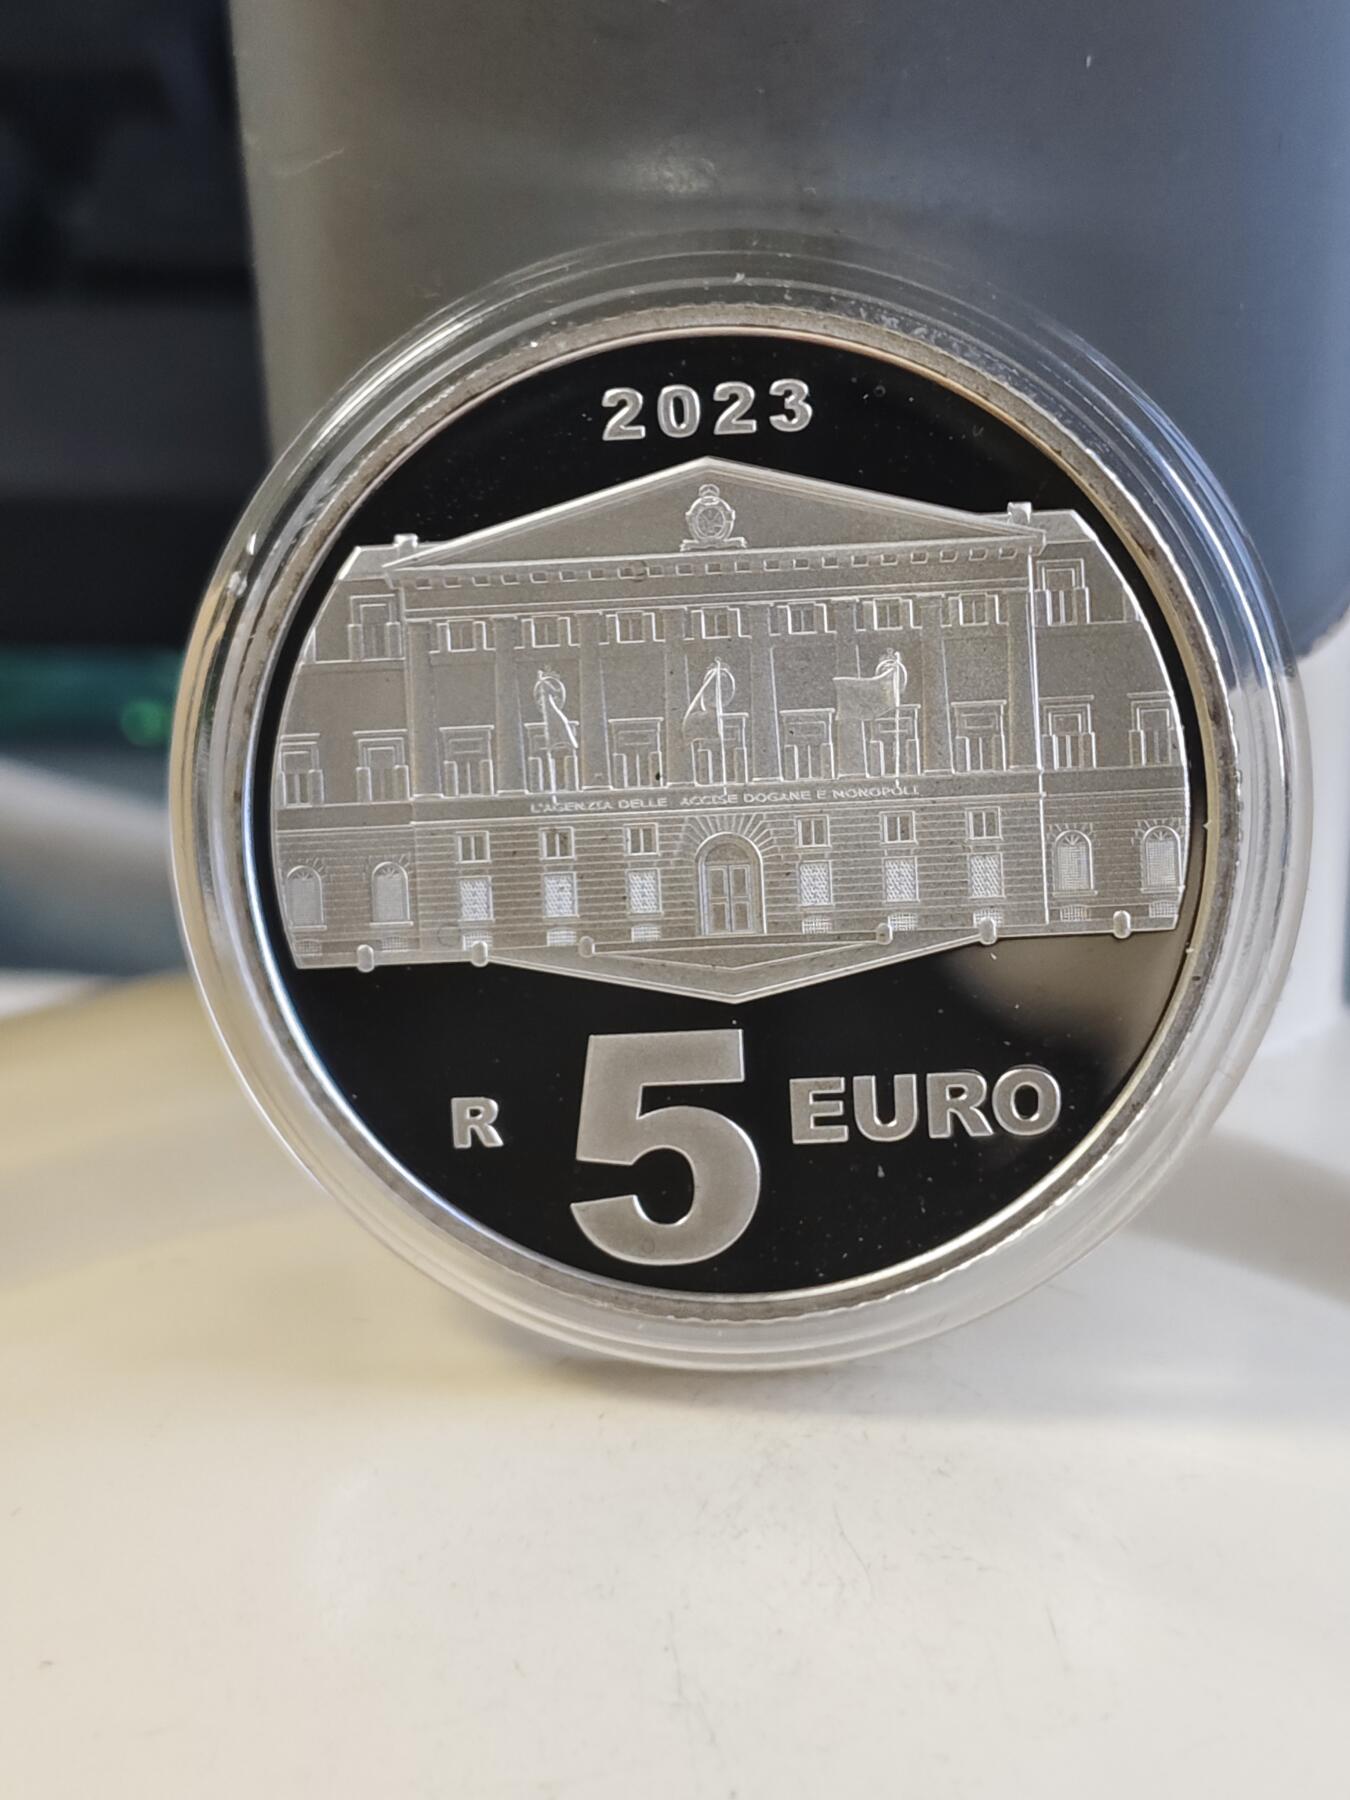 2023
L'AGENZIA DELLE ACCISE DOGANE E MONOPOLI
R 5 EURO